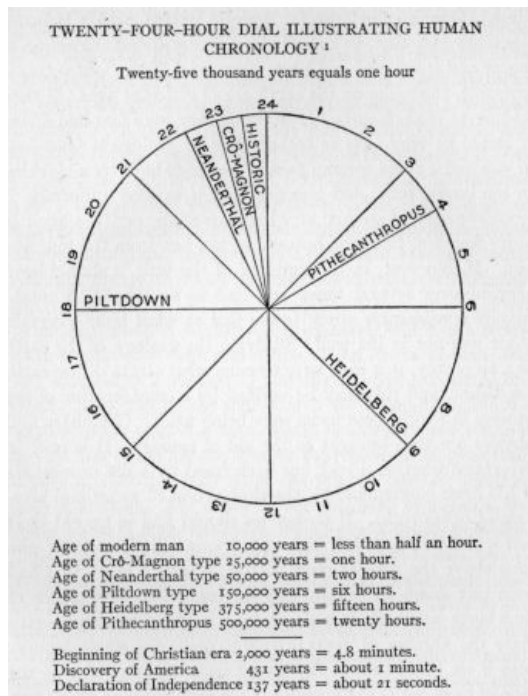 TWENTY-FOUR-HOUR DIAL ILLUSTRATING HUMAN
CHRONOLOGY ¹
Twenty-five thousand years equals one hour
24
1
2
3
4
5
6
8
9
10
11
12
13
14
15
16
17
18
19
20
21
22
23
HISTORIC
CRÔ-MAGNON
NEANDERTHAL
PITHECANTHROPUS
PILTDOWN
HEIDELBERG
Age of modern man 10,000 years = less than half an hour.
Age of Crô-Magnon type 25,000 years = one hour.
Age of Neanderthal type 50,000 years = two hours.
Age of Piltdown type 150,000 years = six hours.
Age of Heidelberg type 375,000 years = fifteen hours.
Age of Pithecanthropus 500,000 years = twenty hours.
Beginning of Christian era 2,000 years = 4.8 minutes.
Discovery of America 431 years = about 1 minute.
Declaration of Independence 137 years = about 21 seconds.